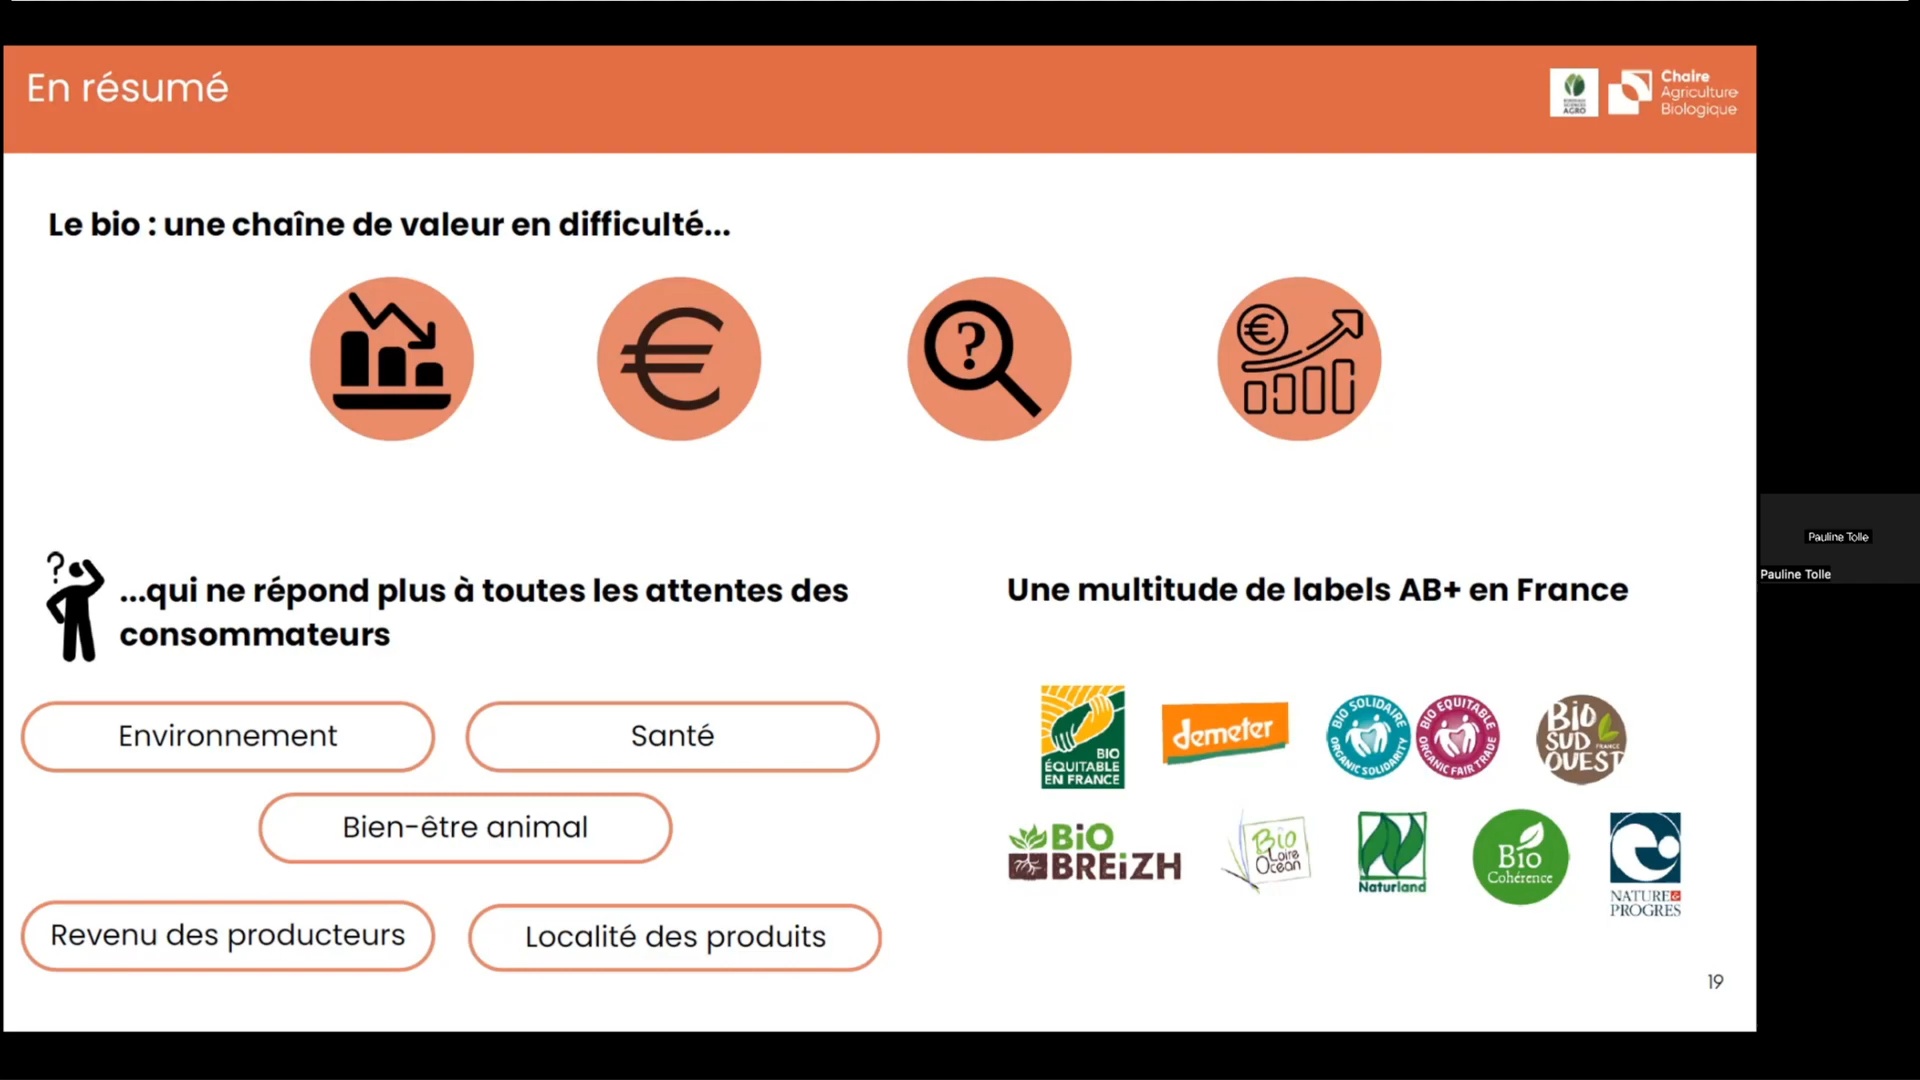 En résumé
Chaire
Agriculture
Biologique
AGRO
Le bio : une chaîne de valeur en difficulté...
€
€
?
€
?
...qui ne répond plus à toutes les attentes des
consommateurs
Environnement
Santé
Bien-être animal
Revenu des producteurs
Localité des produits
Une multitude de labels AB+ en France
BIO
ÉQUITABLE
EN FRANCE
demeter
BIO SOLIDAIRE
ORGANIC SOLIDARITY
BIO EQUITABLE
ORGANIC FAIR TRADE
BiO
SUD
FRANCE
OUEST
BiO
BREiZH
Bio
Loire
Océan
Naturland
Bio
Cohérence
NATURE &
PROGRES
19
Pauline Tolle
Pauline Tolle